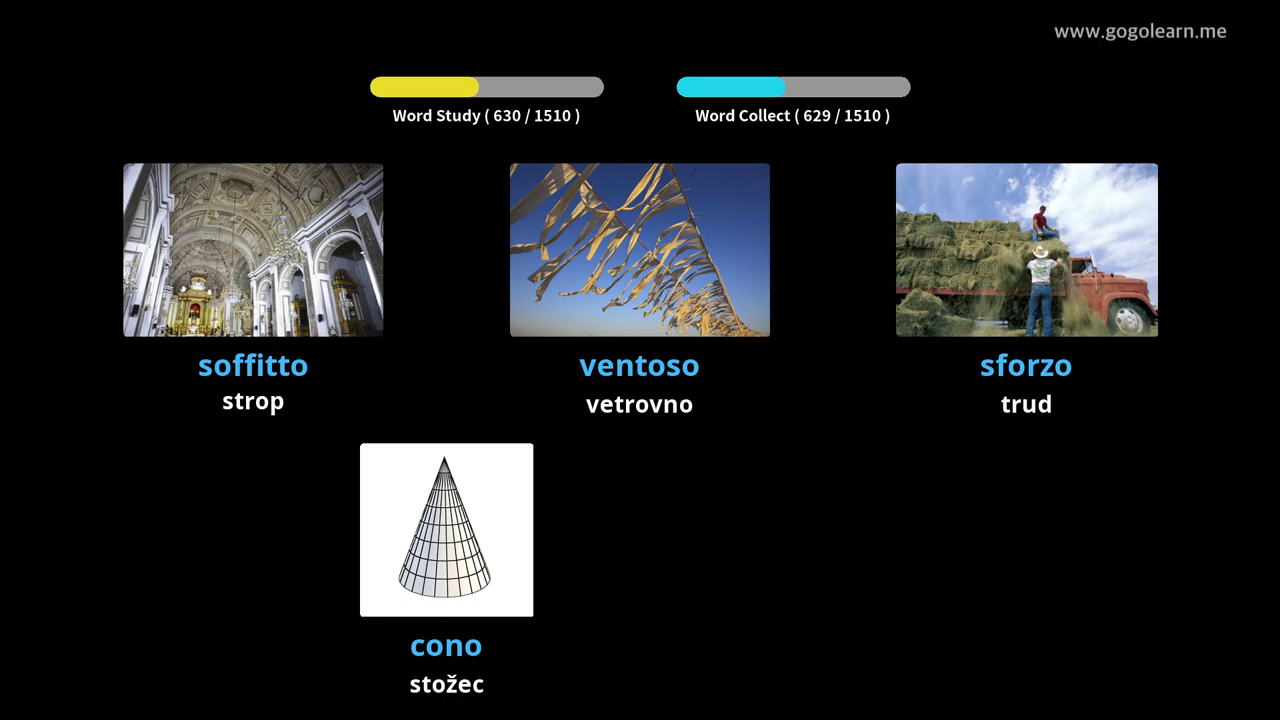 www.gogolearn.me
Word Study ( 630 / 1510 )
Word Collect ( 629 / 1510 )
soffitto
strop
ventoso
vetrovno
sforzo
trud
cono
stožec